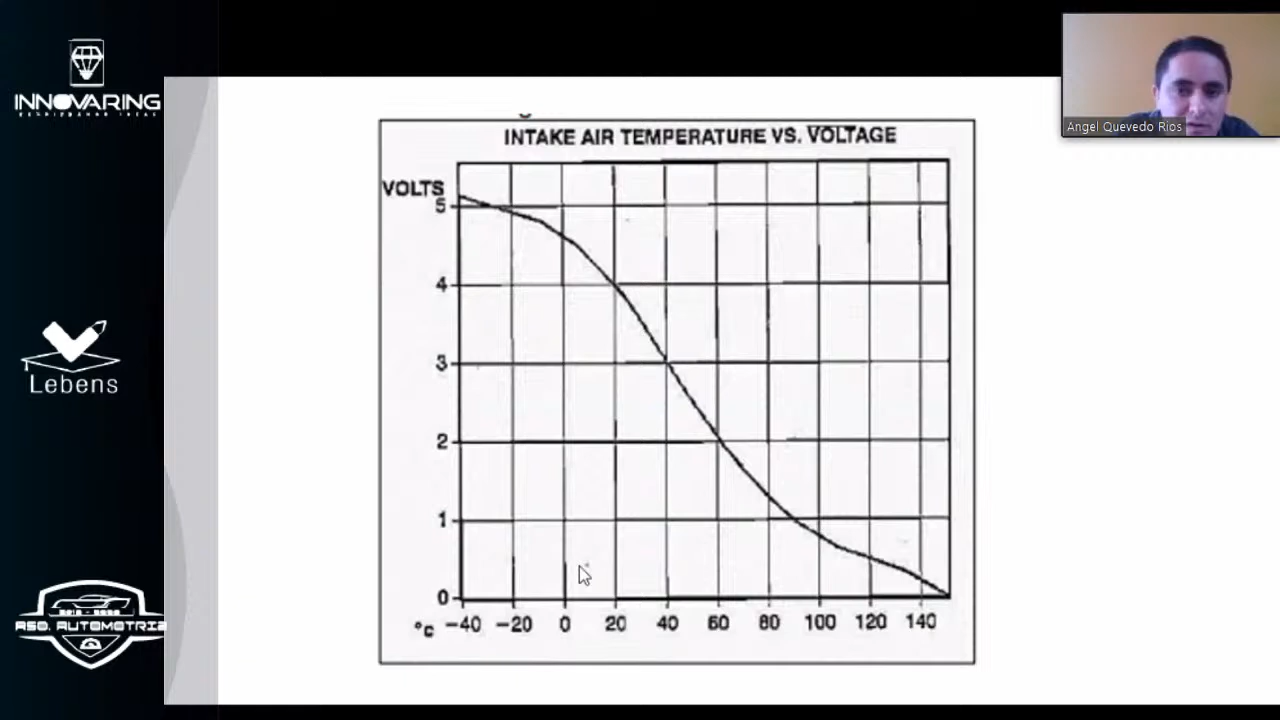 INNOVARING
Angel Quevedo Rios
INTAKE AIR TEMPERATURE VS. VOLTAGE
VOLTS
5
4
3
2
1
0
°C -40 -20 0 20 40 60 80 100 120 140
Lebens
ASO. AUTOMOTRIZ